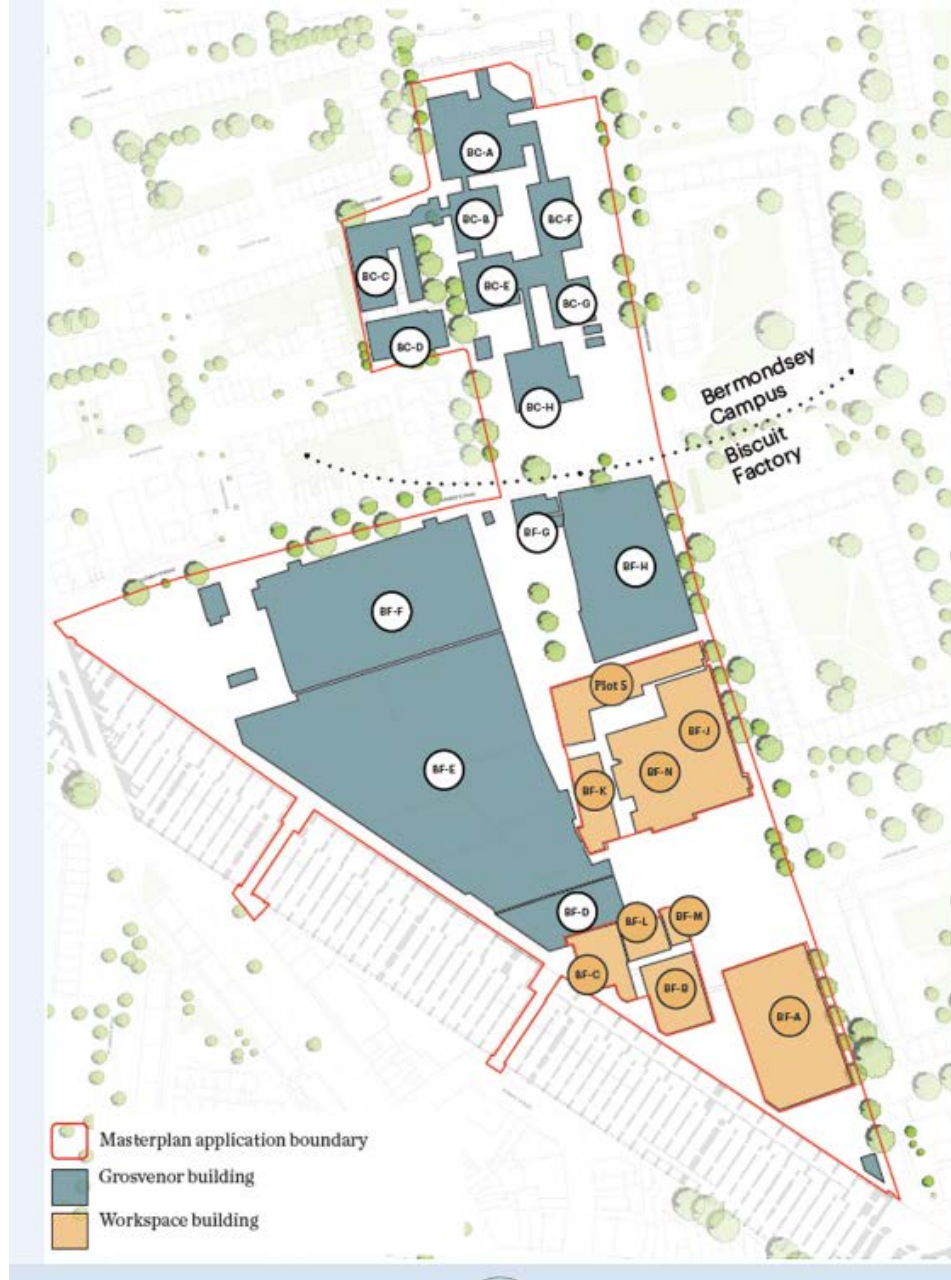 BC-A
BC-B
BC-F
BC-C
BC-E
BC-G
BC-D
BC-H
Bermondsey
Campus
Biscuit
Factory
BF-G
BF-H
BF-F
Plot 5
BF-J
BF-E
BF-N
BF-K
BF-D
BF-L
BF-M
BF-C
BF-B
BF-A
Masterplan application boundary
Grosvenor building
Workspace building